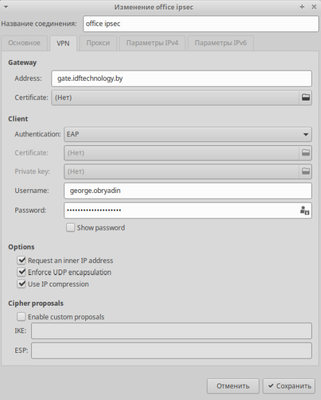 Изменение office ipsec
Название соединения: office ipsec
Основное VPN Прокси Параметры IPv4 Параметры IPv6
Gateway
Address: gate.idftechnology.by
Certificate: (Нет)
Client
Authentication: EAP
Certificate: (Нет)
Private key: (Нет)
Username: george.obryadin
Password: ••••••••••••••••••••
Show password
Options
Request an inner IP address
Enforce UDP encapsulation
Use IP compression
Cipher proposals
Enable custom proposals
IKE:
ESP:
Отменить Сохранить